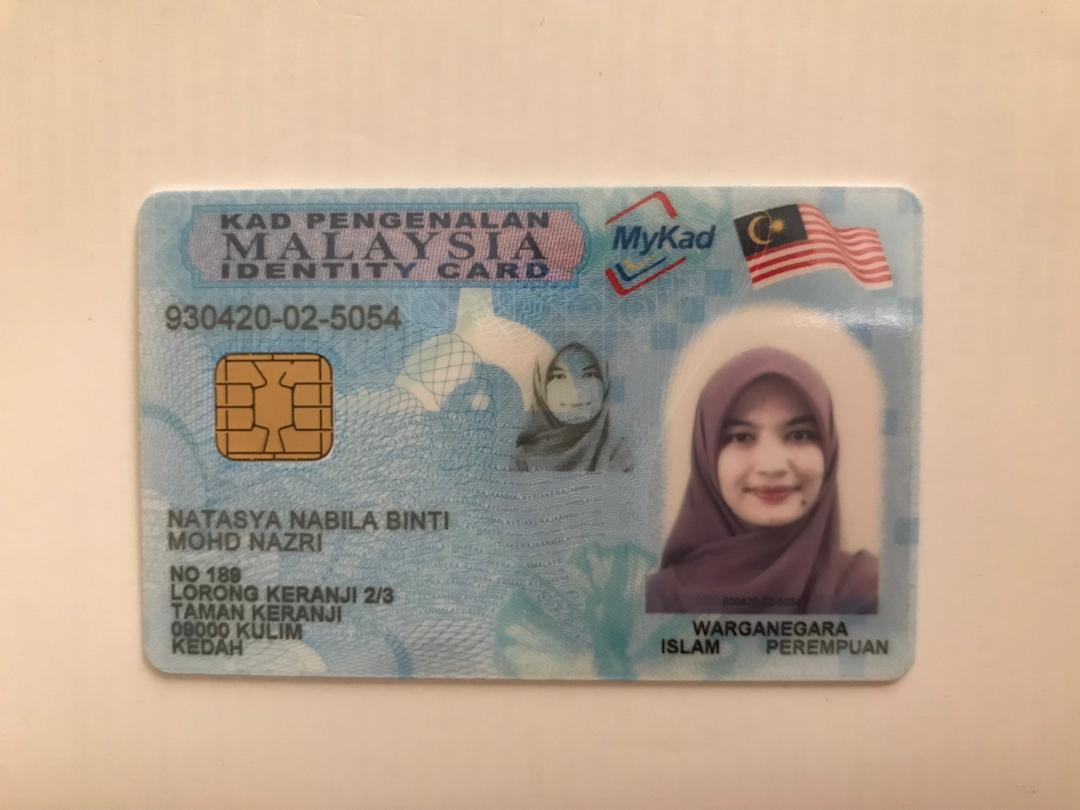 KAD PENGENALAN
MALAYSIA
IDENTITY CARD
MyKad
930420-02-5054
NATASYA NABILA BINTI
MOHD NAZRI
NO 189
LORONG KERANJI 2/3
TAMAN KERANJI
09000 KULIM
KEDAH
930420-02-5054
WARGANEGARA
ISLAM PEREMPUAN